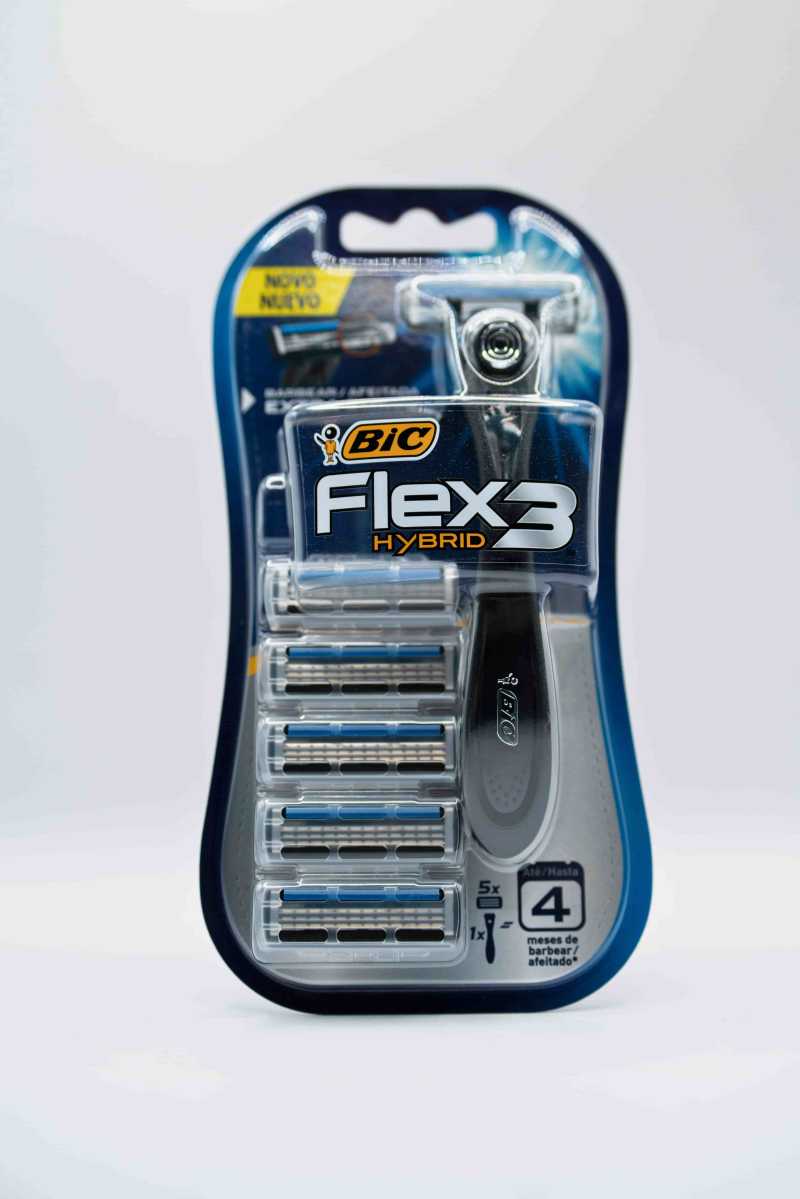 NOVO
NUEVO
BARBEAR / AFEITADA
BIC
Flex3
HYBRID
BIC
5x
1x =
Até/Hasta
4
meses de
barbear/
afeitado*